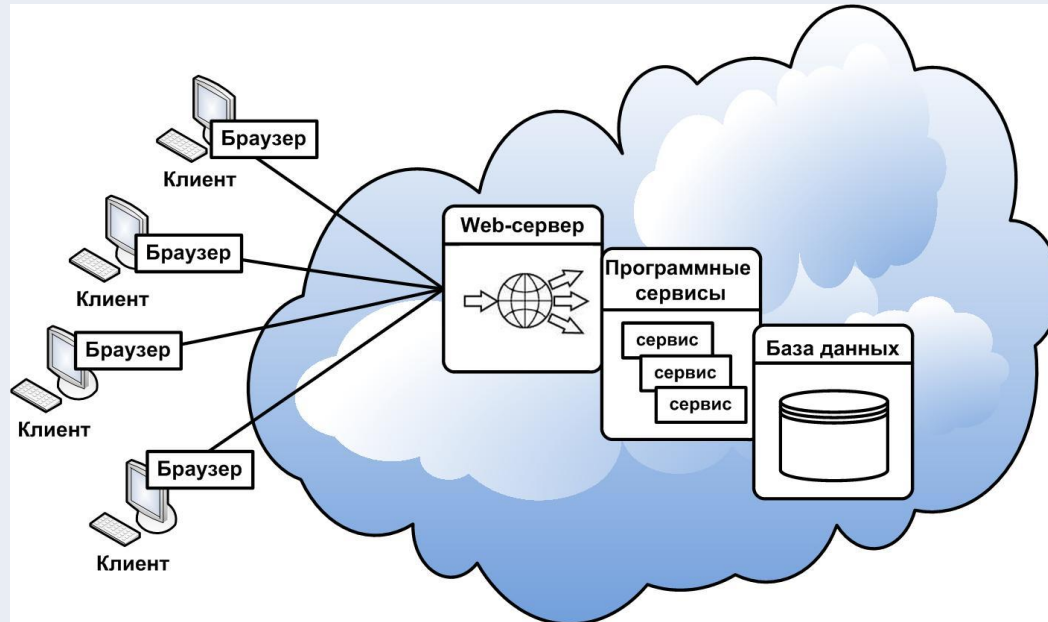 Браузер
Клиент
Браузер
Клиент
Браузер
Клиент
Браузер
Клиент
Web-сервер
Программные
сервисы
сервис
сервис
сервис
База данных